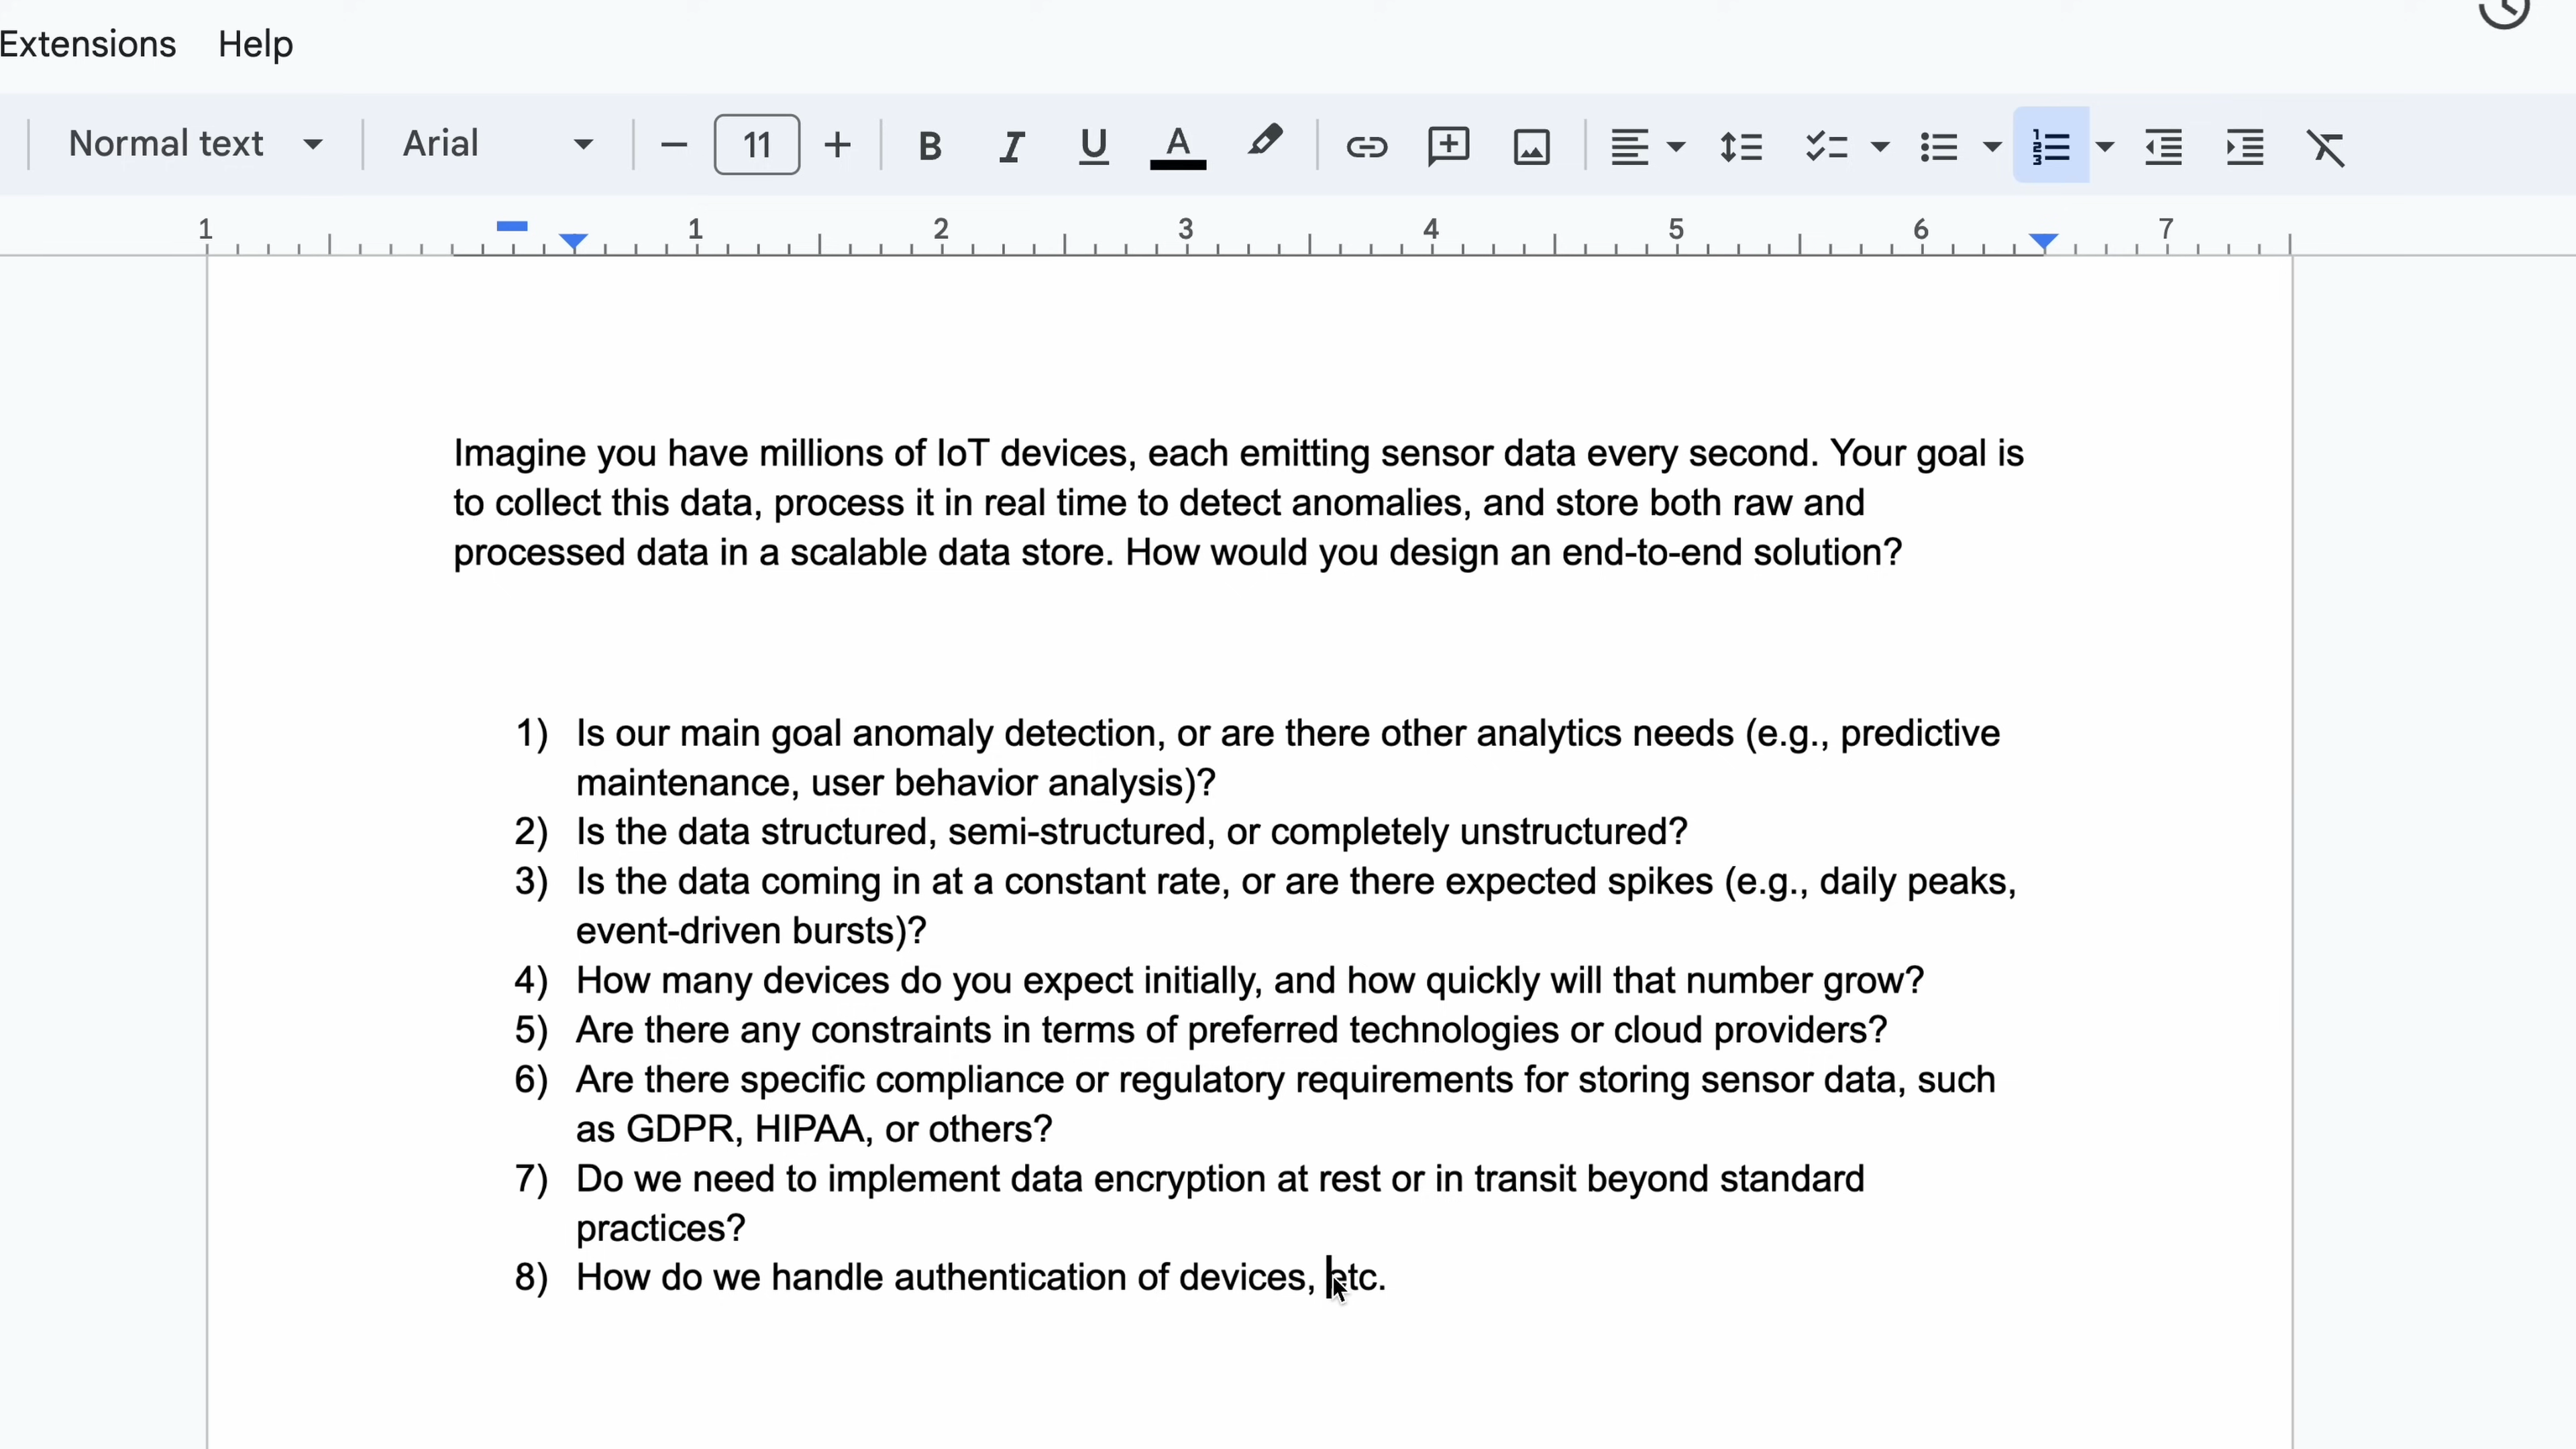 Extensions Help
Normal text Arial 11 B I U A
1 1 2 3 4 5 6 7
Imagine you have millions of IoT devices, each emitting sensor data every second. Your goal is
to collect this data, process it in real time to detect anomalies, and store both raw and
processed data in a scalable data store. How would you design an end-to-end solution?
1) Is our main goal anomaly detection, or are there other analytics needs (e.g., predictive
maintenance, user behavior analysis)?
2) Is the data structured, semi-structured, or completely unstructured?
3) Is the data coming in at a constant rate, or are there expected spikes (e.g., daily peaks,
event-driven bursts)?
4) How many devices do you expect initially, and how quickly will that number grow?
5) Are there any constraints in terms of preferred technologies or cloud providers?
6) Are there specific compliance or regulatory requirements for storing sensor data, such
as GDPR, HIPAA, or others?
7) Do we need to implement data encryption at rest or in transit beyond standard
practices?
8) How do we handle authentication of devices, etc.